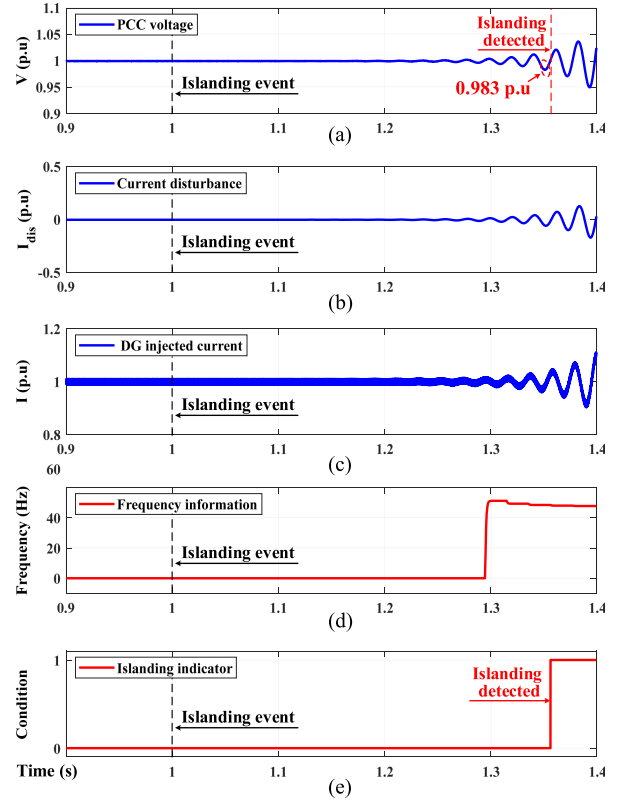 1.1
PCC voltage
Islanding
detected
1.05
V (p.u)
1
0.95
Islanding event
0.983 p.u
0.9
0.9 1 1.1 1.2 1.3 1.4
(a)
0.5
Current disturbance
I_dis (p.u)
0
Islanding event
-0.5
0.9 1 1.1 1.2 1.3 1.4
(b)
1.2
DG injected current
I (p.u)
1
Islanding event
0.8
0.9 1 1.1 1.2 1.3 1.4
(c)
60
Frequency information
40
Frequency (Hz)
20
Islanding event
0
0.9 1 1.1 1.2 1.3 1.4
(d)
1
Islanding indicator
Islanding
detected
Condition
Islanding event
0
Time (s) 1 1.1 1.2 1.3 1.4
(e)